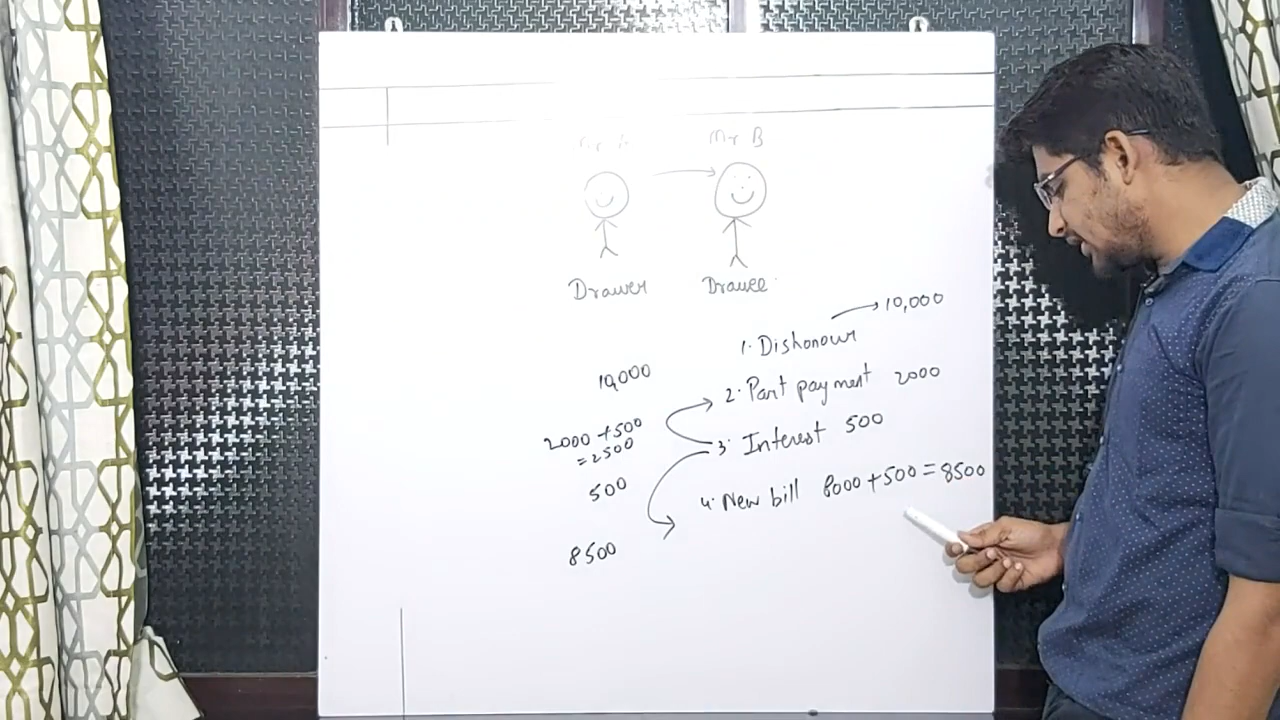 Mr B
Drawer Drawee
1. Dishonour → 10,000
10,000
2. Part payment 2000
2000 + 500
= 2500
3. Interest 500
500
4. New bill 8000 + 500 = 8500
8500